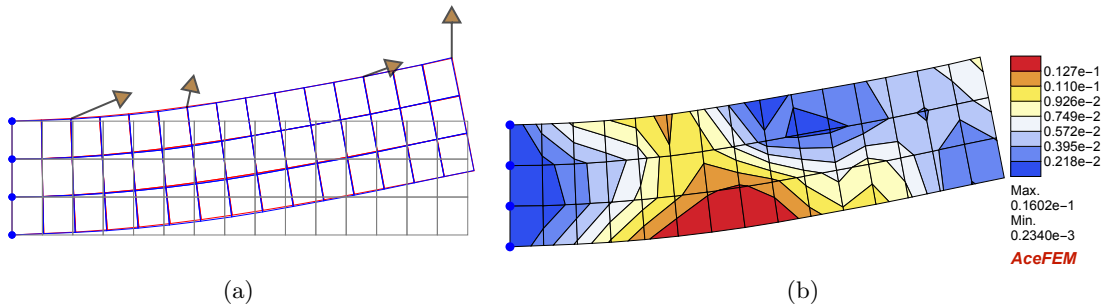 0.127e-1
0.110e-1
0.926e-2
0.749e-2
0.572e-2
0.395e-2
0.218e-2
Max.
0.1602e-1
Min.
0.2340e-3
AceFEM
(a)
(b)